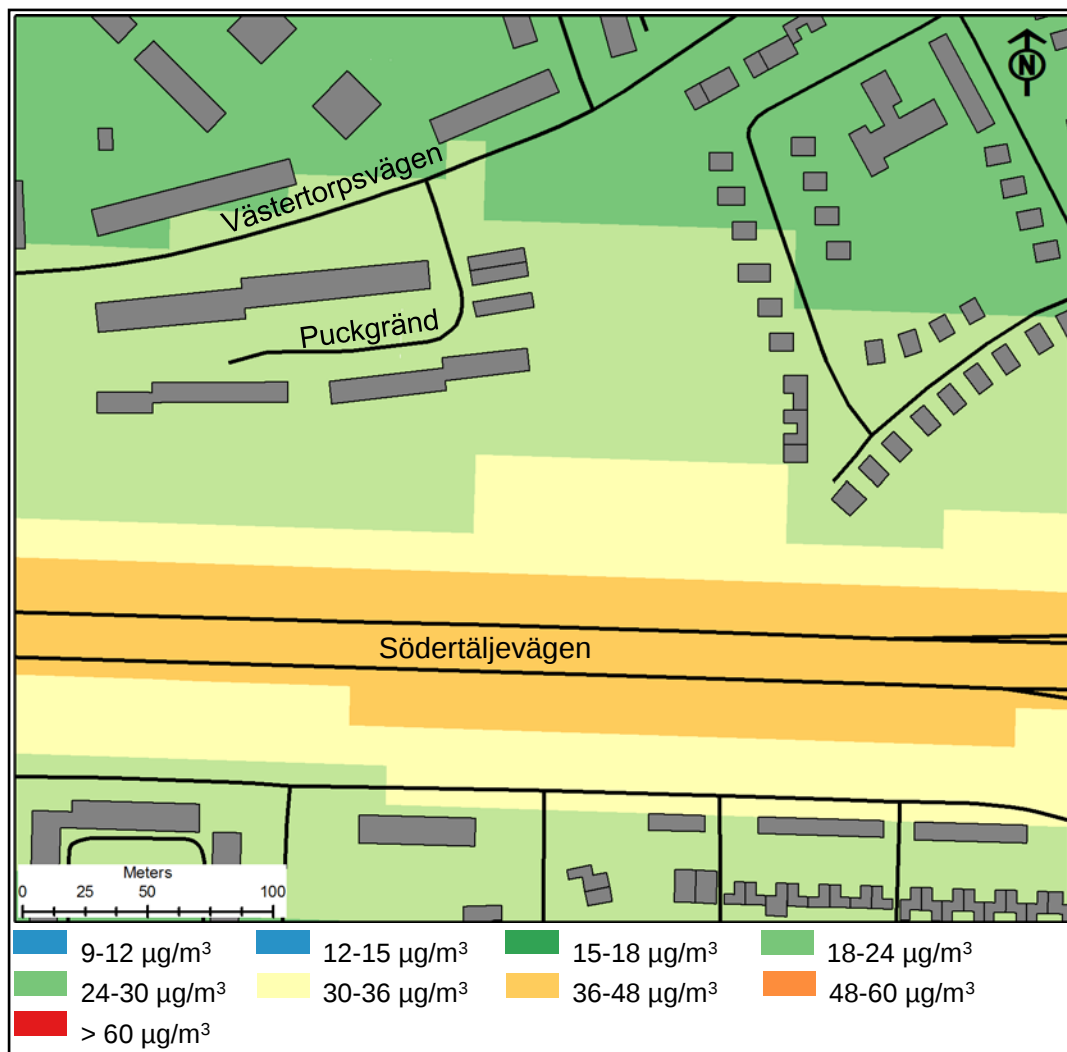 N
Västertorpsvägen
Puckgränd
Södertäljevägen
Meters
0 25 50 100
9-12 µg/m³ 12-15 µg/m³ 15-18 µg/m³ 18-24 µg/m³
24-30 µg/m³ 30-36 µg/m³ 36-48 µg/m³ 48-60 µg/m³
> 60 µg/m³